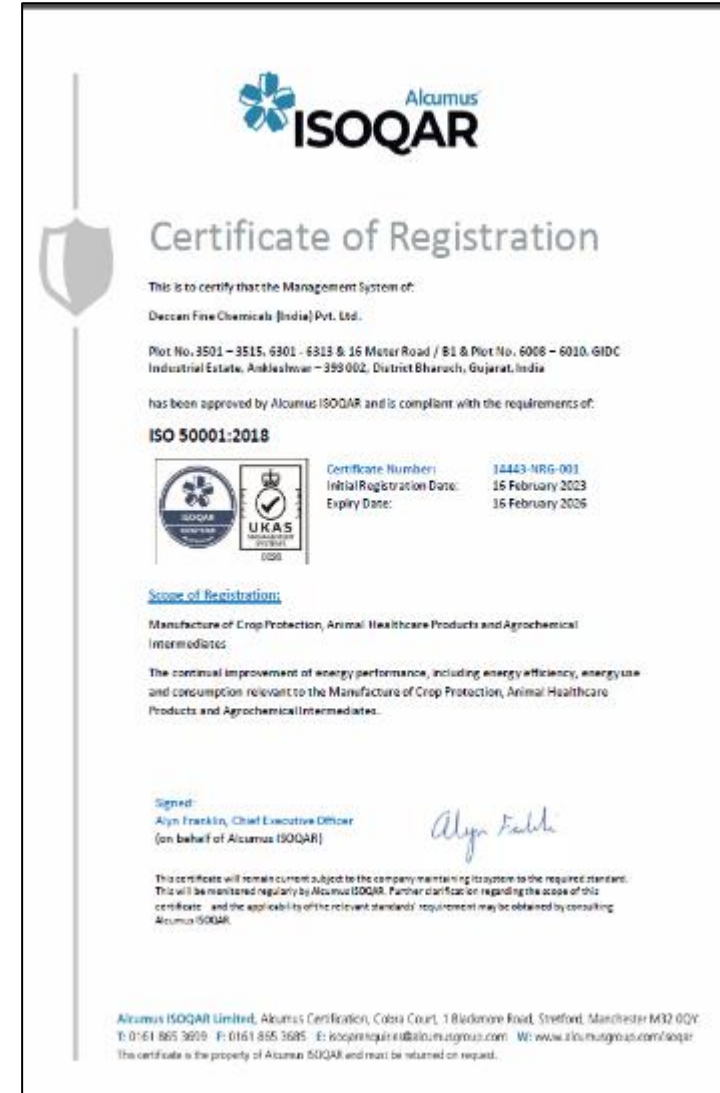 Alcumus
ISOQAR
Certificate of Registration
This is to certify that the Management System of:
Deccan Fine Chemicals (India) Pvt. Ltd.
Plot No. 3501 – 3515, 6301 - 6313 & 16 Meter Road / B1 & Plot No. 6008 – 6010, GIDC
Industrial Estate, Ankleshwar – 393 002, District Bharuch, Gujarat, India
has been approved by Alcumus ISOQAR and is compliant with the requirements of:
ISO 50001:2018
Certificate Number: 14443-NRG-001
Initial Registration Date: 16 February 2023
Expiry Date: 16 February 2026
ISOQAR
UKAS
MANAGEMENT
SYSTEMS
Scope of Registration:
Manufacture of Crop Protection, Animal Healthcare Products and Agrochemical
Intermediates
The continual improvement of energy performance, including energy efficiency, energy use
and consumption relevant to the Manufacture of Crop Protection, Animal Healthcare
Products and Agrochemical Intermediates.
Signed:
Alyn Franklin, Chief Executive Officer
(on behalf of Alcumus ISOQAR)
This certificate will remain current subject to the company maintaining its system to the required standard.
This will be monitored regularly by Alcumus ISOQAR. Further clarification regarding the scope of this
certificate and the applicability of the relevant standards' requirement may be obtained by consulting
Alcumus ISOQAR.
Alcumus ISOQAR Limited, Alcumus Certification, Cobra Court, 1 Blackmore Road, Stretford, Manchester M32 0QY
T: 0161 865 3699 F: 0161 865 3685 E: isoqarenquiries@alcumusgroup.com W: www.alcumusgroup.com/isoqar
This certificate is the property of Alcumus ISOQAR and must be returned on request.